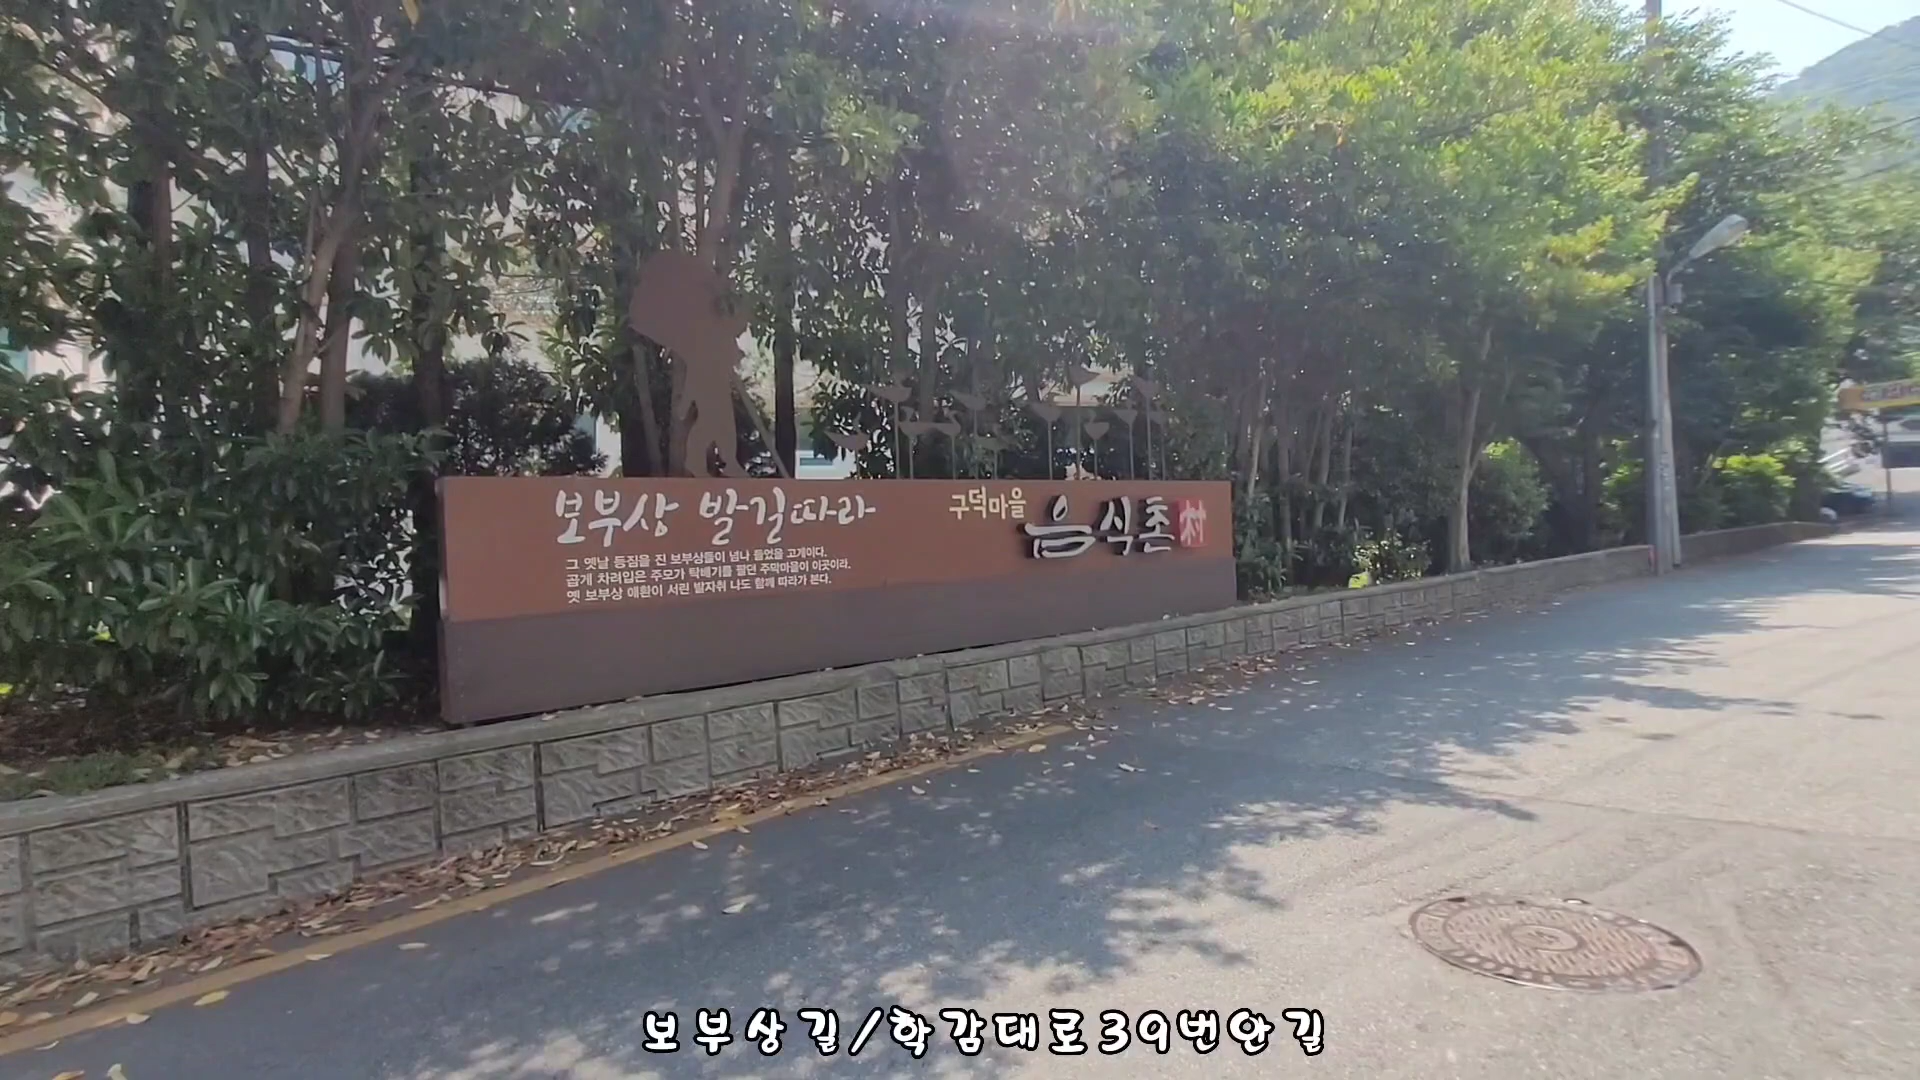 보부상 발길따라
그 옛날 등짐을 진 보부상들이 넘나 들었을 고개이다.
곱게 차려입은 주모가 탁배기를 팔던 주막마을이 이곳이라.
옛 보부상 애환이 서린 발자취 나도 함께 따라가 본다.
구덕마을
음식촌 村
보부상길/학감대로39번안길